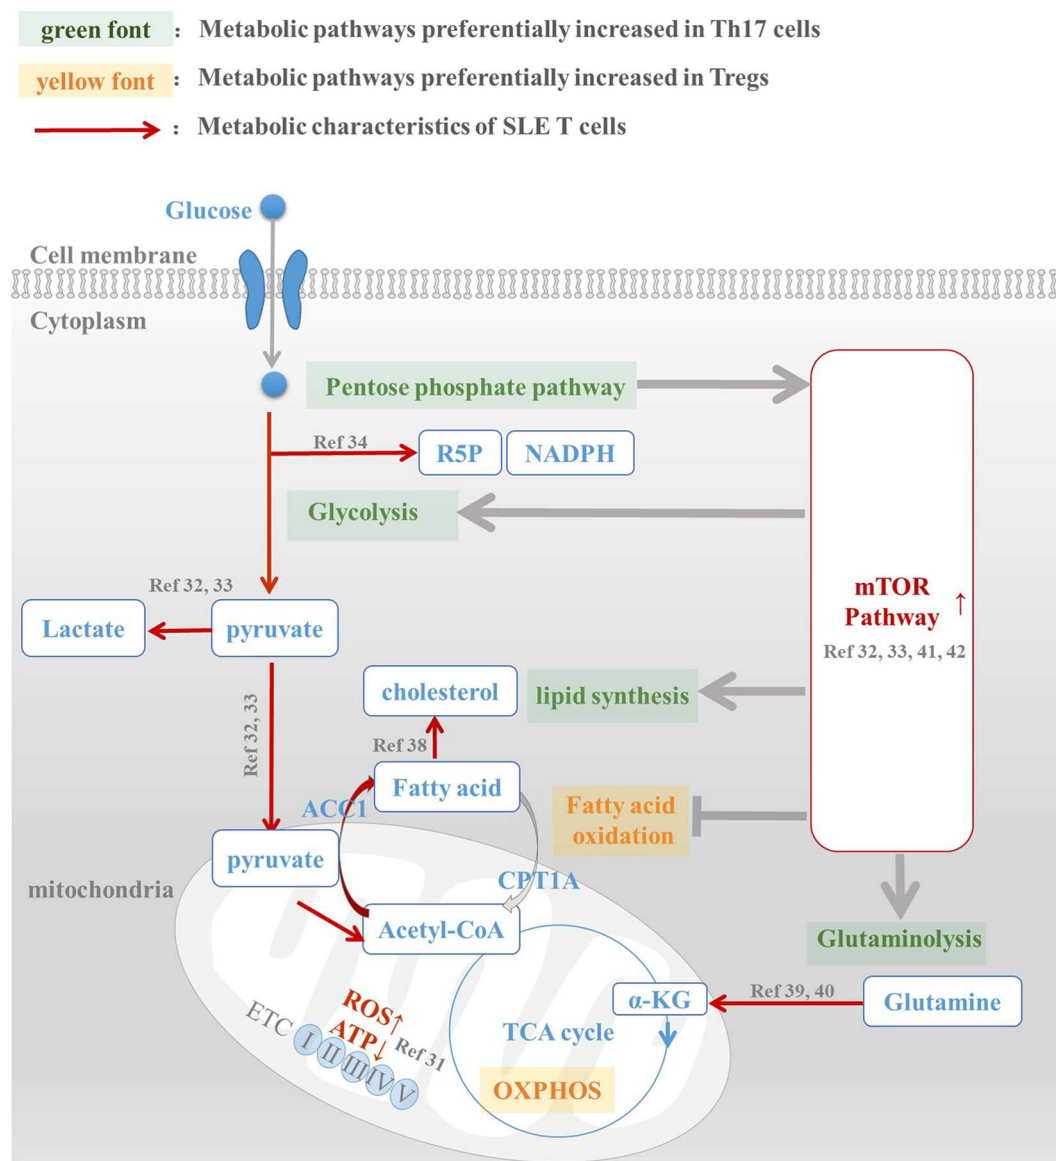 green font : Metabolic pathways preferentially increased in Th17 cells
yellow font : Metabolic pathways preferentially increased in Tregs
: Metabolic characteristics of SLE T cells
Glucose
Cell membrane
Cytoplasm
Pentose phosphate pathway
Ref 34
R5P
NADPH
Glycolysis
mTOR
Pathway ↑
Ref 32, 33, 41, 42
Ref 32, 33
Lactate
pyruvate
Ref 32, 33
cholesterol
lipid synthesis
Ref 38
Fatty acid
ACC1
Fatty acid
oxidation
pyruvate
CPT1A
mitochondria
Acetyl-CoA
Glutaminolysis
α-KG
Ref 39, 40
Glutamine
TCA cycle
ROS↑
ATP↓
Ref 31
ETC I II III IV V
OXPHOS